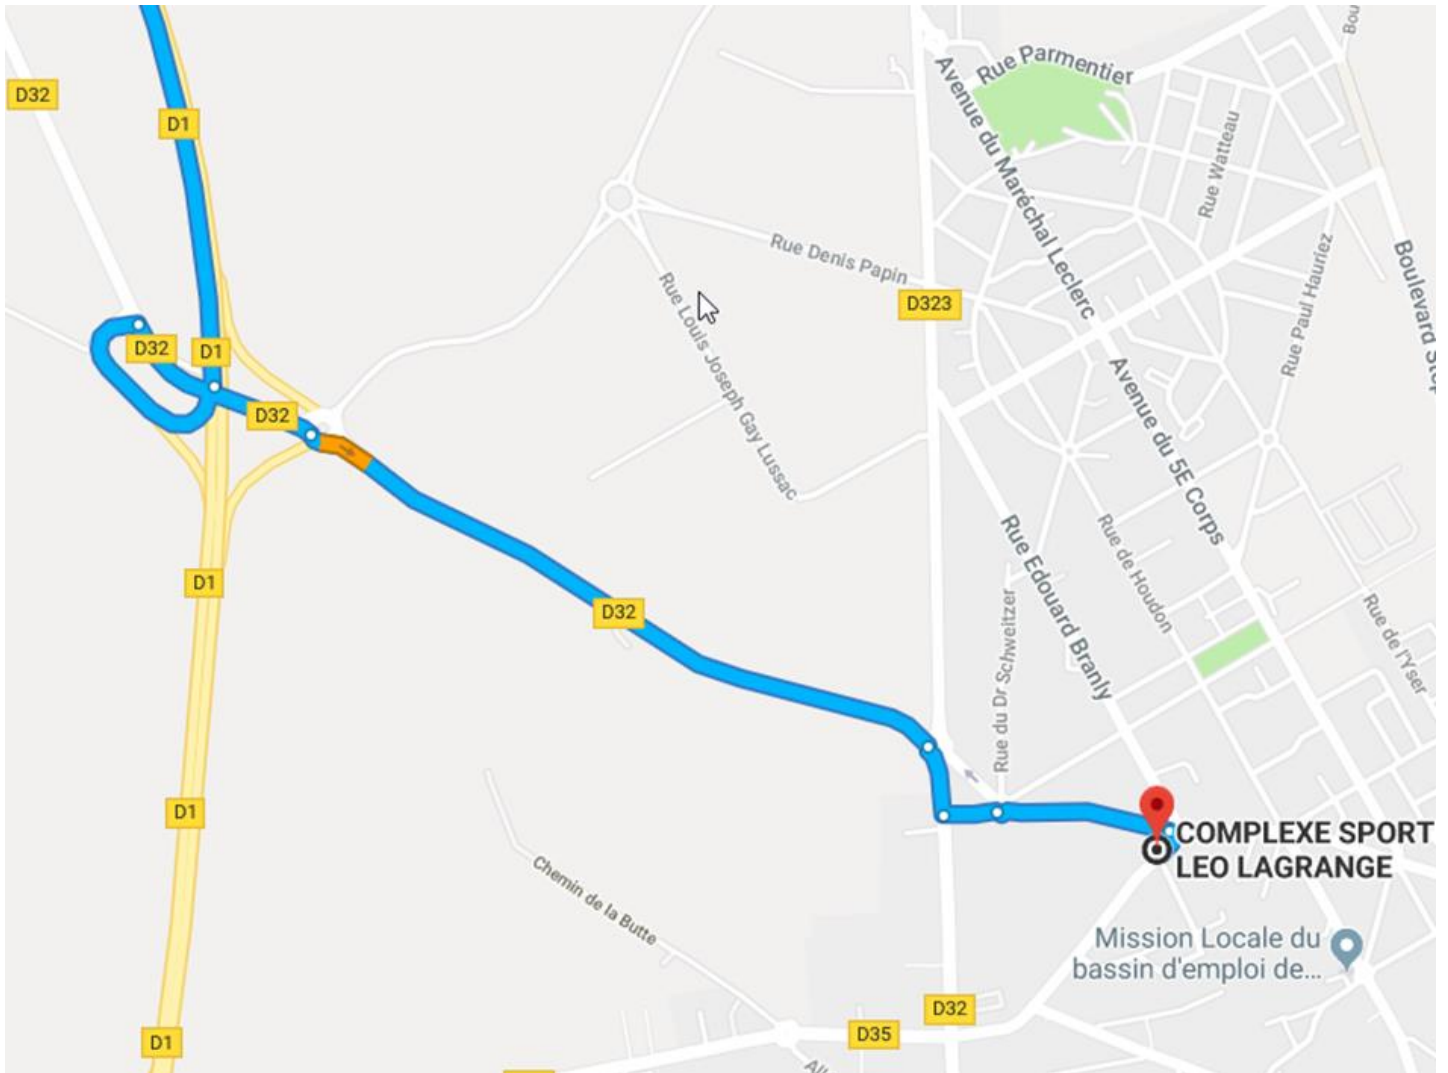 D32
D1
Rue Parmentier
Bou
Avenue du Maréchal Leclerc
Rue Watteau
Rue Denis Papin
Rue Louis Joseph Gay Lussac
D323
Rue Paul Hauriez
Boulevard
D32
D1
D32
Avenue du 5E Corps
Rue Edouard Branly
Rue de Houdon
D1
D32
Rue du Dr Schweitzer
Rue de l'Yser
D1
COMPLEXE SPORT
LEO LAGRANGE
Chemin de la Butte
Mission Locale du
bassin d'emploi de...
D32
D35
D1